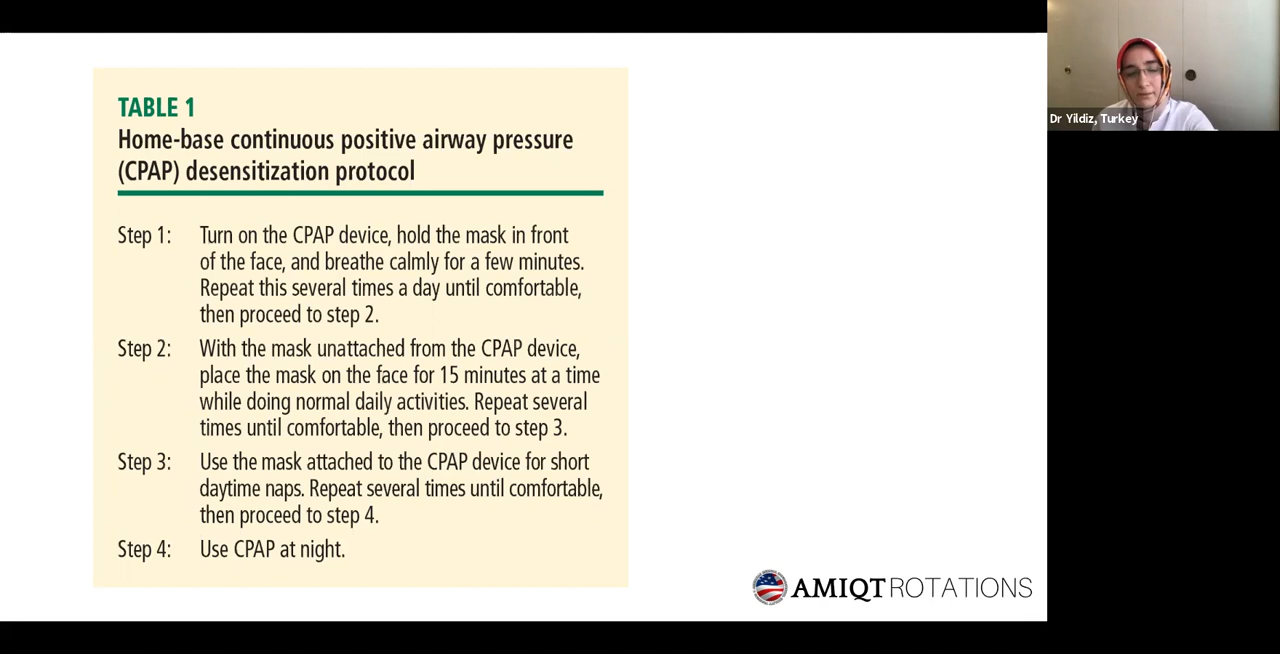 TABLE 1
Home-base continuous positive airway pressure
(CPAP) desensitization protocol
Step 1: Turn on the CPAP device, hold the mask in front
of the face, and breathe calmly for a few minutes.
Repeat this several times a day until comfortable,
then proceed to step 2.
Step 2: With the mask unattached from the CPAP device,
place the mask on the face for 15 minutes at a time
while doing normal daily activities. Repeat several
times until comfortable, then proceed to step 3.
Step 3: Use the mask attached to the CPAP device for short
daytime naps. Repeat several times until comfortable,
then proceed to step 4.
Step 4: Use CPAP at night.
AMIQT ROTATIONS
Dr Yildiz, Turkey